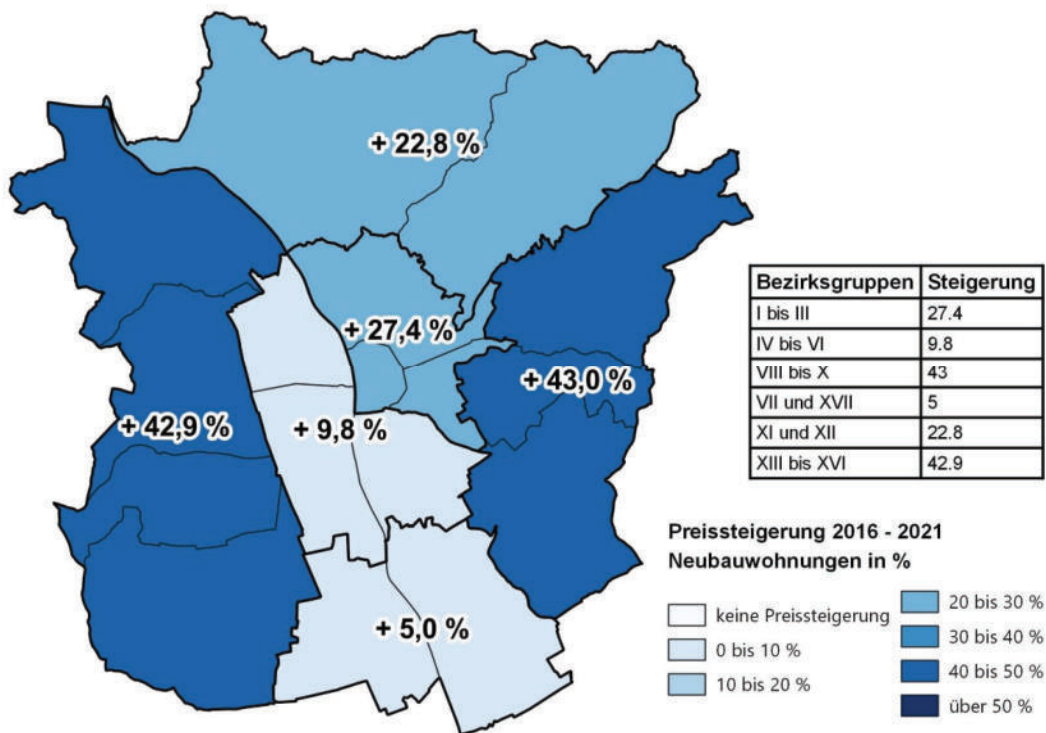 + 22,8 %
+ 27,4 %
+ 43,0 %
+ 42,9 %
+ 9,8 %
+ 5,0 %
Bezirksgruppen Steigerung
I bis III 27.4
IV bis VI 9.8
VIII bis X 43
VII und XVII 5
XI und XII 22.8
XIII bis XVI 42.9
Preissteigerung 2016 - 2021
Neubauwohnungen in %
keine Preissteigerung
0 bis 10 %
10 bis 20 %
20 bis 30 %
30 bis 40 %
40 bis 50 %
über 50 %